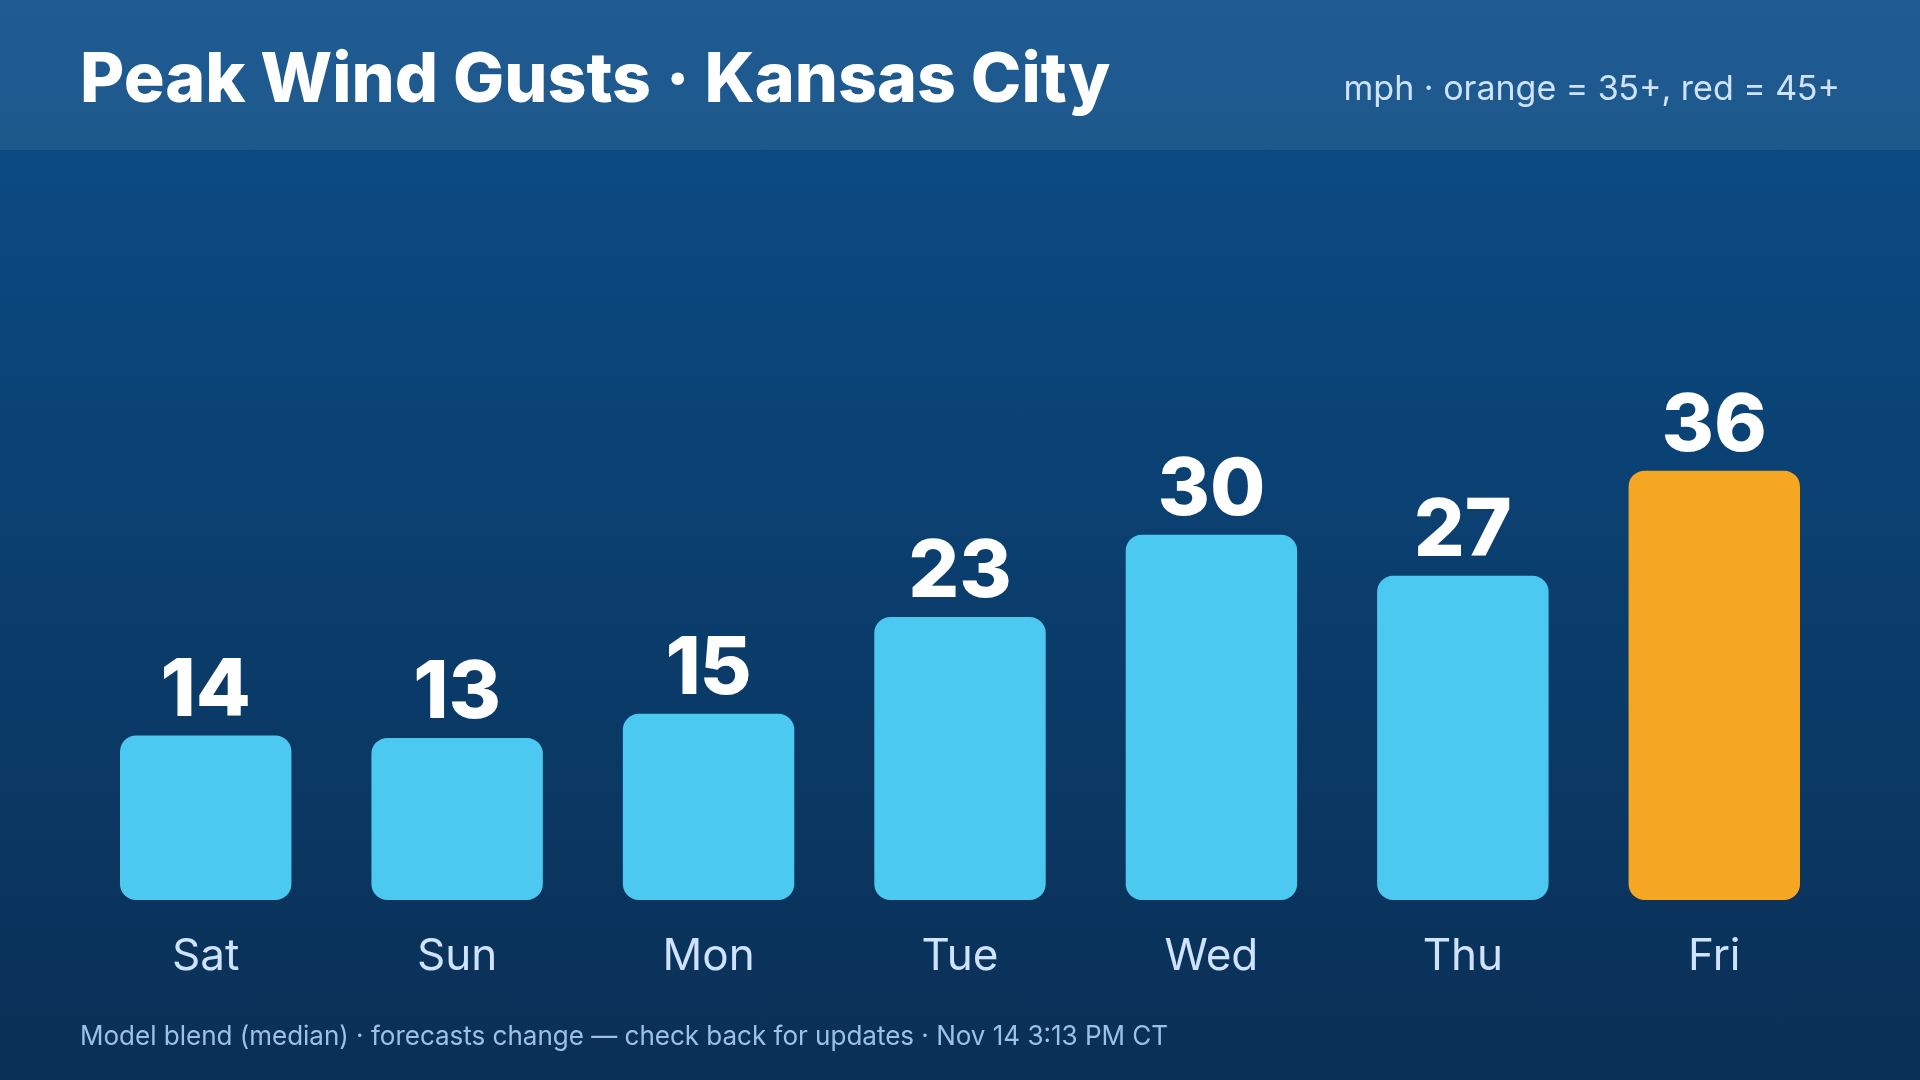 Peak Wind Gusts · Kansas City
mph · orange = 35+, red = 45+
14
13
15
23
30
27
36
Sat
Sun
Mon
Tue
Wed
Thu
Fri
Model blend (median) · forecasts change — check back for updates · Nov 14 3:13 PM CT